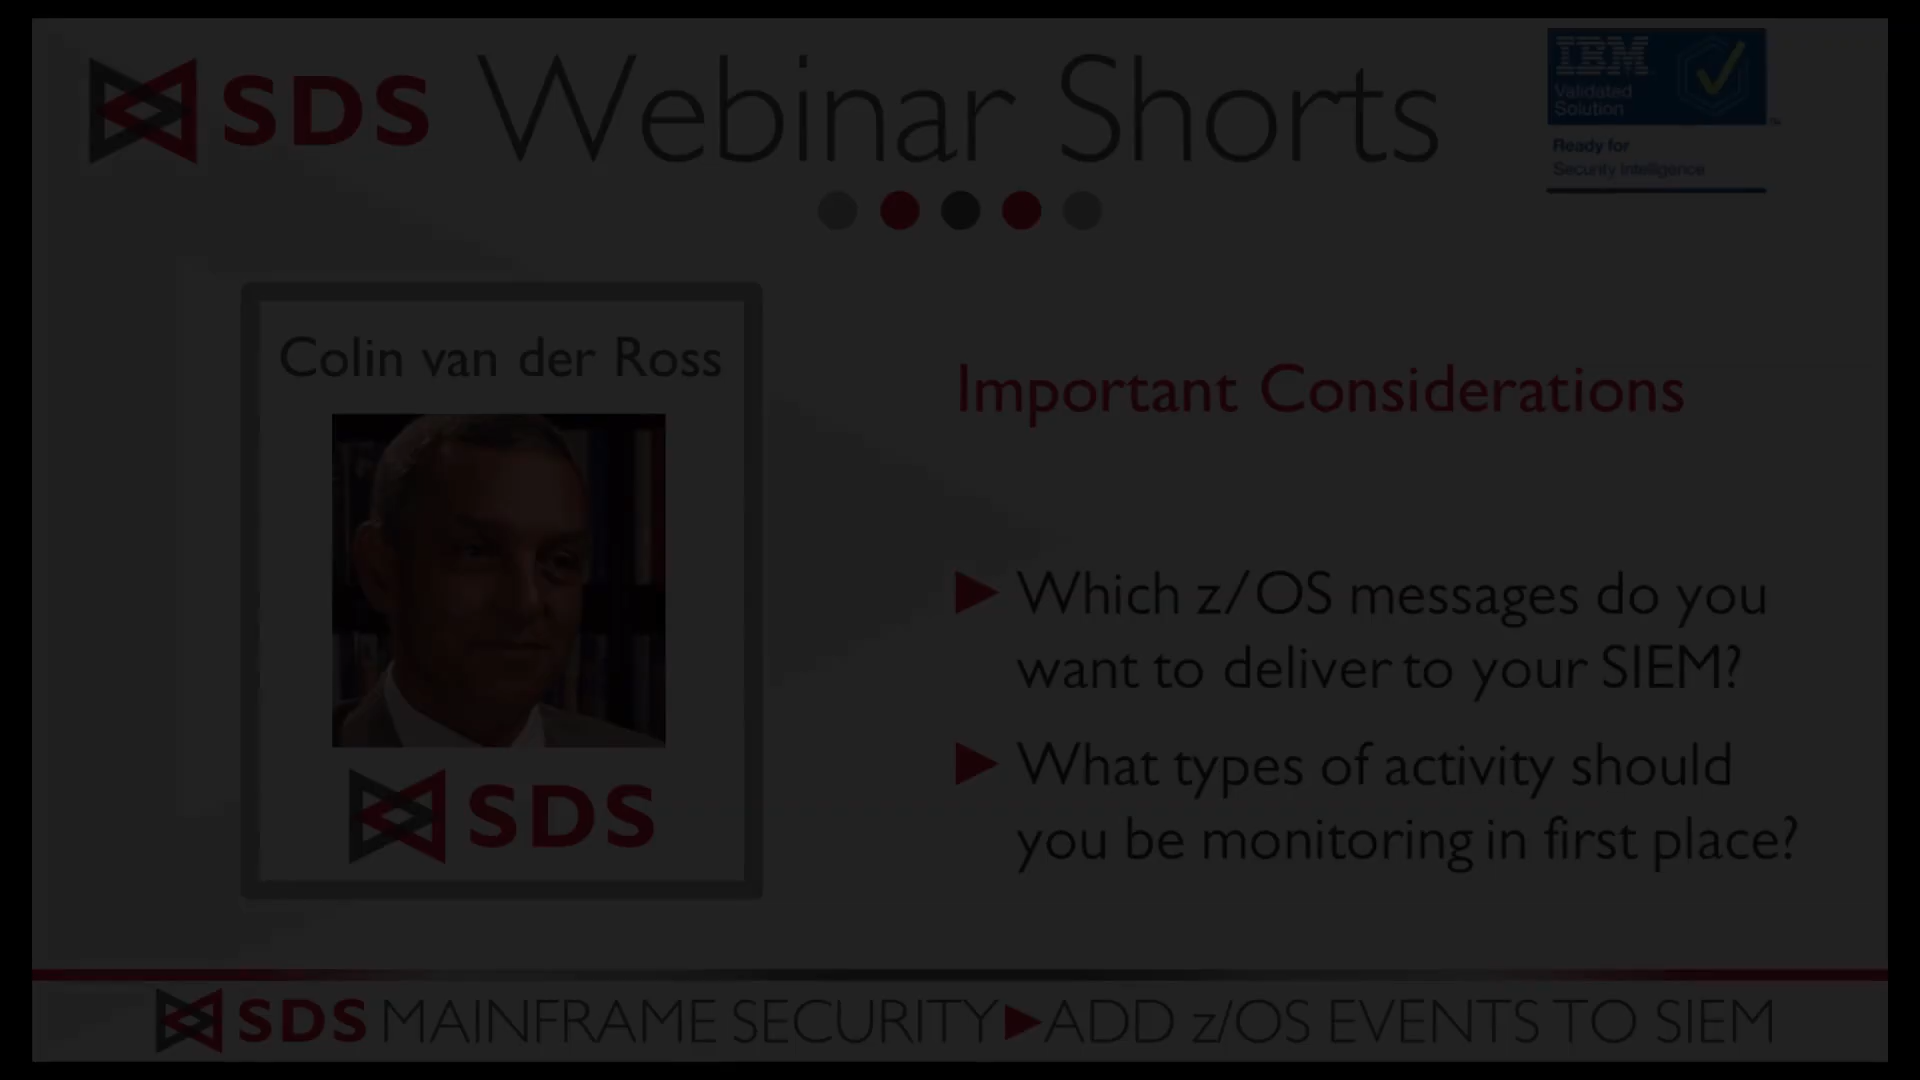 SDS Webinar Shorts
IBM
Validated
Solution
™
Ready for
Security Intelligence
Colin van der Ross
SDS
Important Considerations
Which z/OS messages do you
want to deliver to your SIEM?
What types of activity should
you be monitoring in first place?
SDS MAINFRAME SECURITY ADD z/OS EVENTS TO SIEM